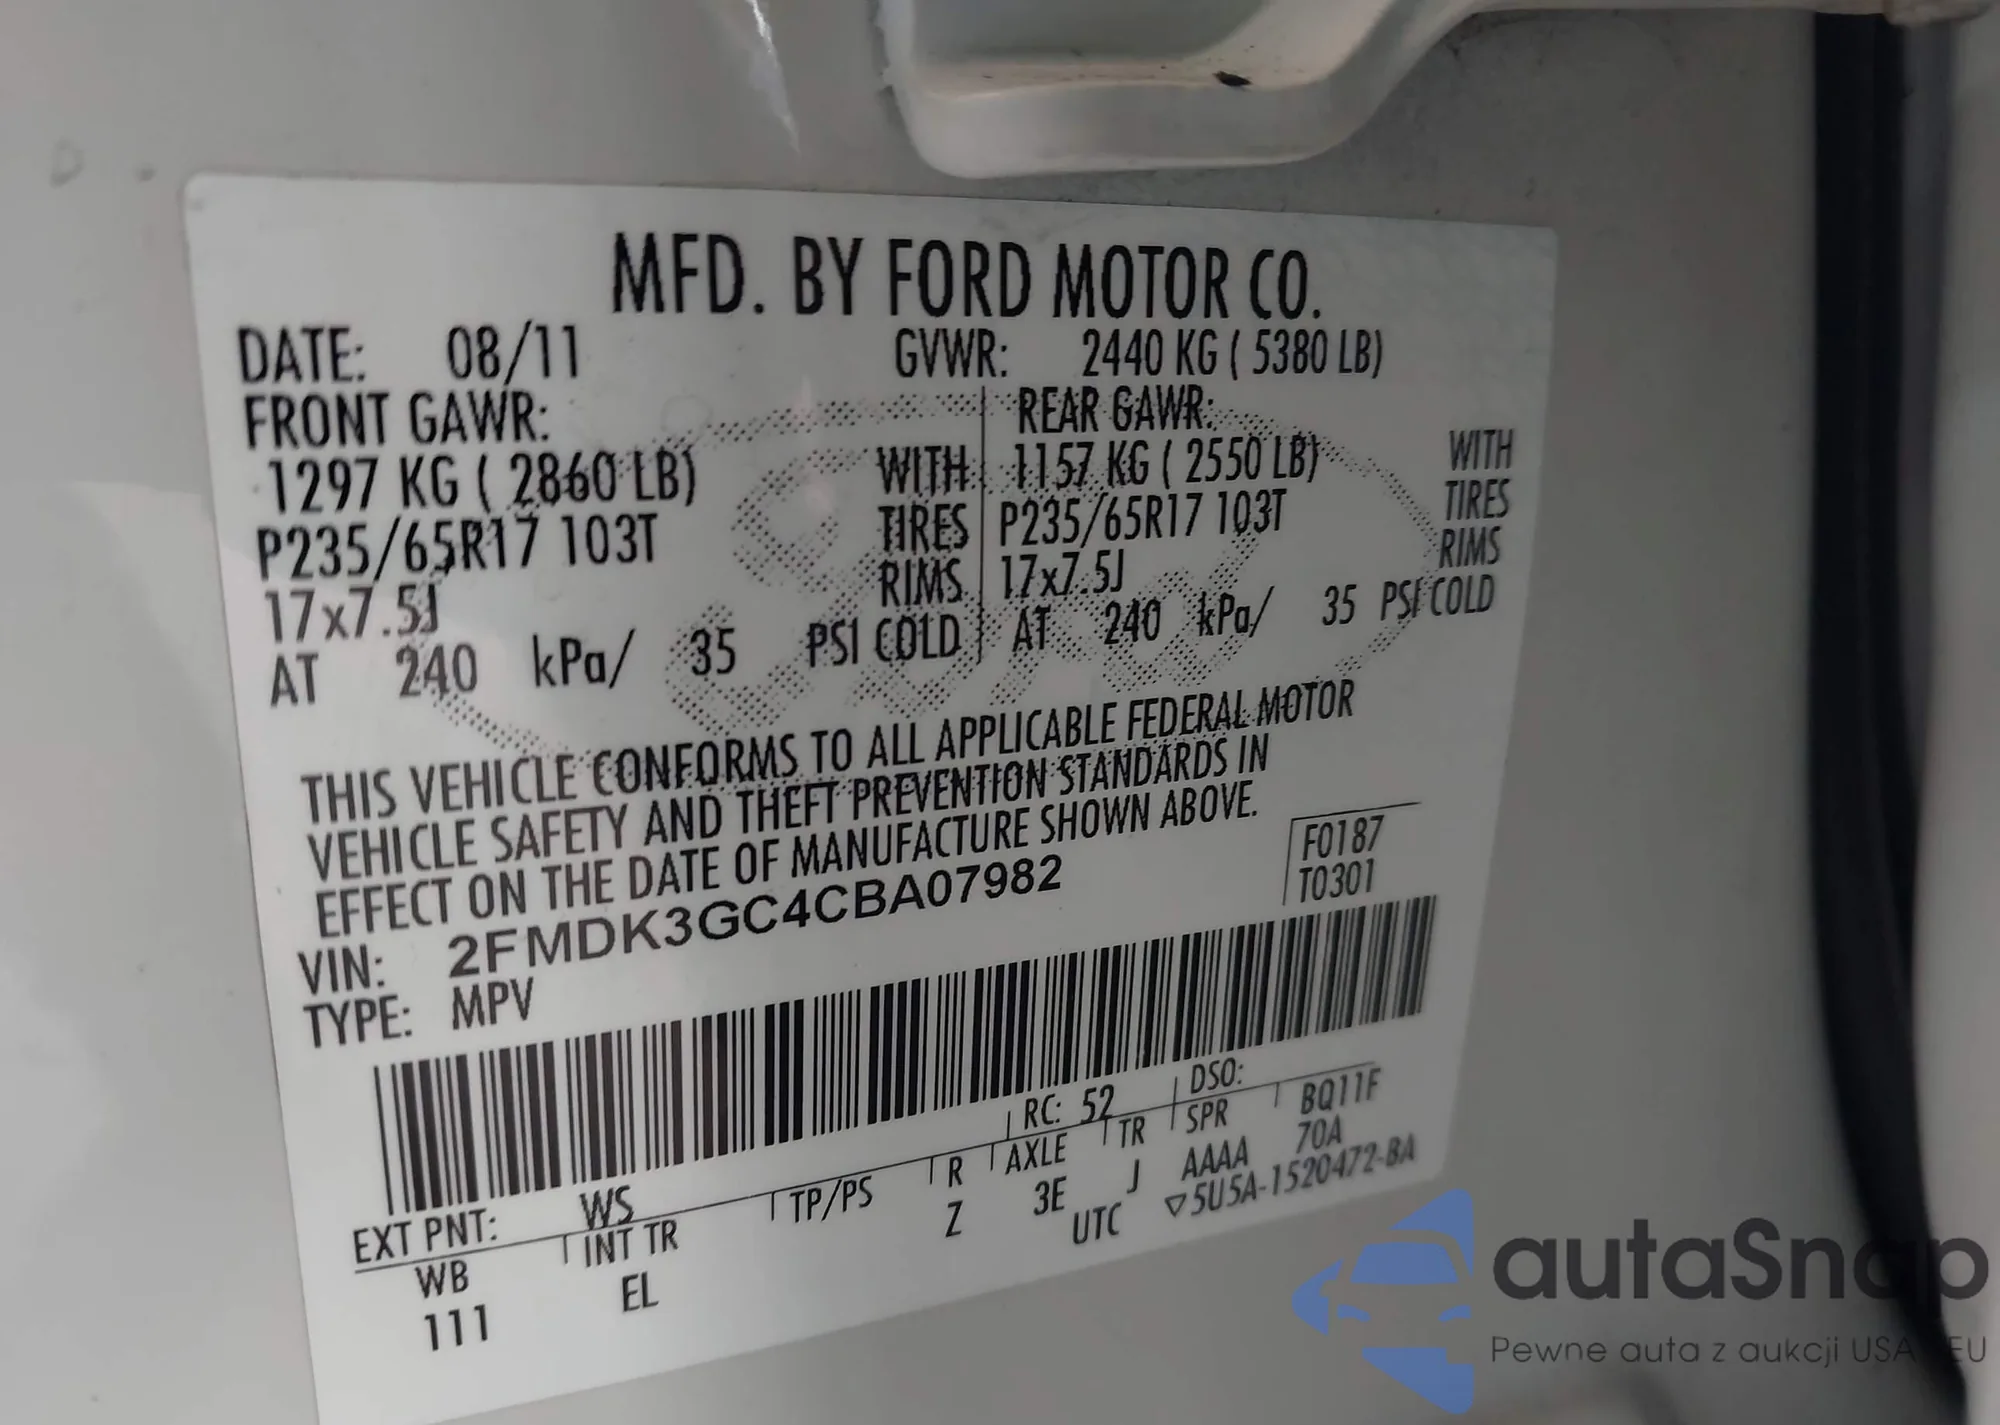 MFD. BY FORD MOTOR CO.
DATE: 08/11 GVWR: 2440 KG ( 5380 LB)
FRONT GAWR: REAR GAWR:
1297 KG ( 2860 LB) WITH 1157 KG ( 2550 LB) WITH
P235/65R17 103T TIRES P235/65R17 103T TIRES
17x7.5J RIMS 17x7.5J RIMS
AT 240 kPa/ 35 PSI COLD AT 240 kPa/ 35 PSI COLD
THIS VEHICLE CONFORMS TO ALL APPLICABLE FEDERAL MOTOR
VEHICLE SAFETY AND THEFT PREVENTION STANDARDS IN
EFFECT ON THE DATE OF MANUFACTURE SHOWN ABOVE.
F0187
T0301
VIN: 2FMDK3GC4CBA07982
TYPE: MPV
EXT PNT: WS RC: 52 DSO:
WB INT TR TP/PS R AXLE TR SPR BQ11F
111 EL Z 3E J AAAA 70A
UTC ▽5U5A-1520472-BA
autaSnap
Pewne auta z aukcji USA EU